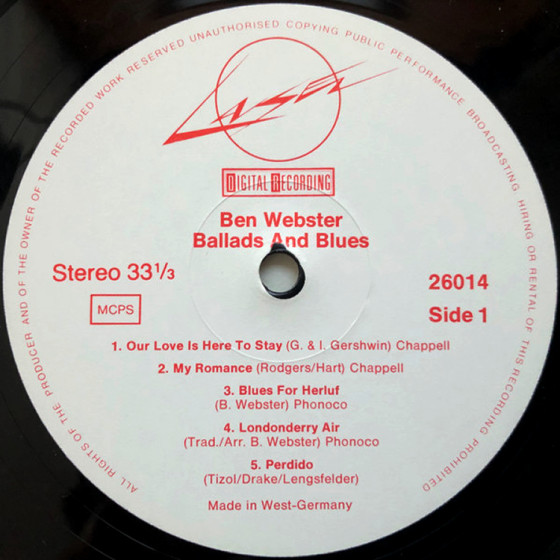 ALL RIGHTS OF THE PRODUCER AND OF THE OWNER OF THE RECORDED WORK RESERVED UNAUTHORISED COPYING PUBLIC PERFORMANCE BROADCASTING HIRING OR RENTAL OF THIS RECORDING PROHIBITED
LASER
DIGITAL RECORDING
Ben Webster
Ballads And Blues
Stereo 33⅓
MCPS
26014
Side 1
1. Our Love Is Here To Stay (G. & I. Gershwin) Chappell
2. My Romance (Rodgers/Hart) Chappell
3. Blues For Herluf
(B. Webster) Phonoco
4. Londonderry Air
(Trad./Arr. B. Webster) Phonoco
5. Perdido
(Tizol/Drake/Lengsfelder)
Made in West-Germany